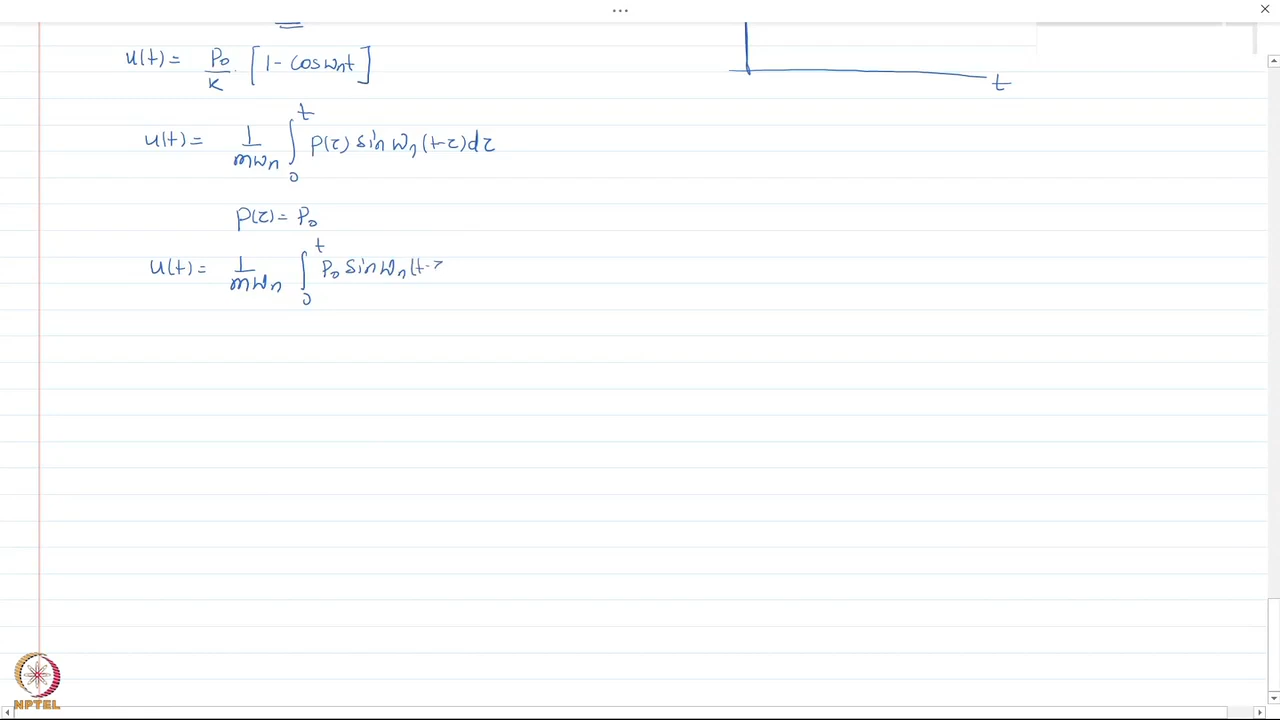 u(t) = P₀/K · [1 - cos ωnt]
t
u(t) = 1/mωn ∫₀ᵗ P(τ) sin ωn (t-τ) dτ
P(τ) = P₀
u(t) = 1/mωn ∫₀ᵗ P₀ sin ωn (t-
NPTEL